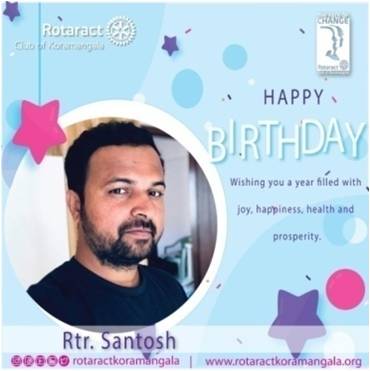 Rotaract
Club of Koramangala
CHANGE
Rotaract
HAPPY
BIRTHDAY
Wishing you a year filled with
joy, happiness, health and
prosperity.
Rtr. Santosh
rotaractkoramangala | www.rotaractkoramangala.org